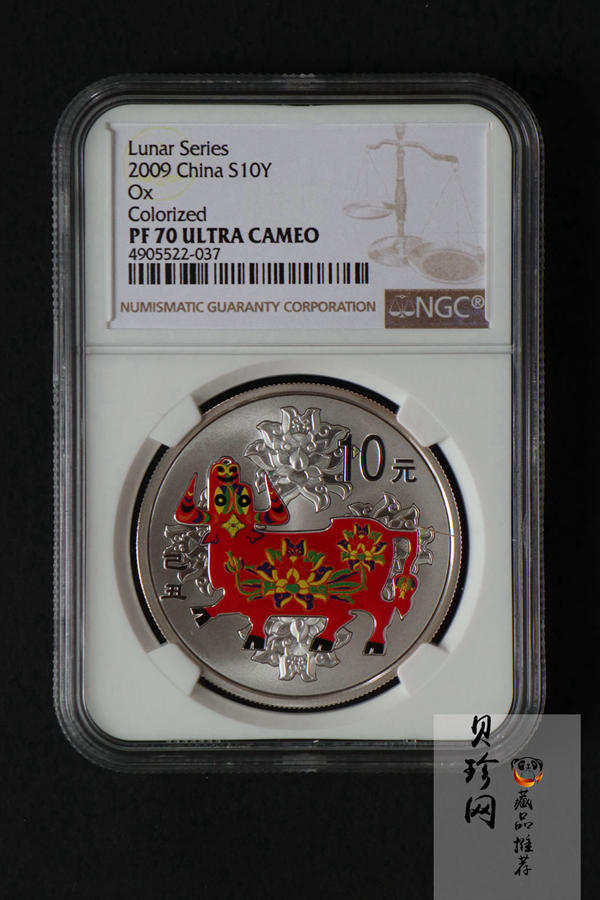 Lunar Series
2009 China S10Y
Ox
Colorized
PF 70 ULTRA CAMEO
4905522-037
NUMISMATIC GUARANTY CORPORATION
NGC®
10元
己丑
贝珍网
藏品推荐